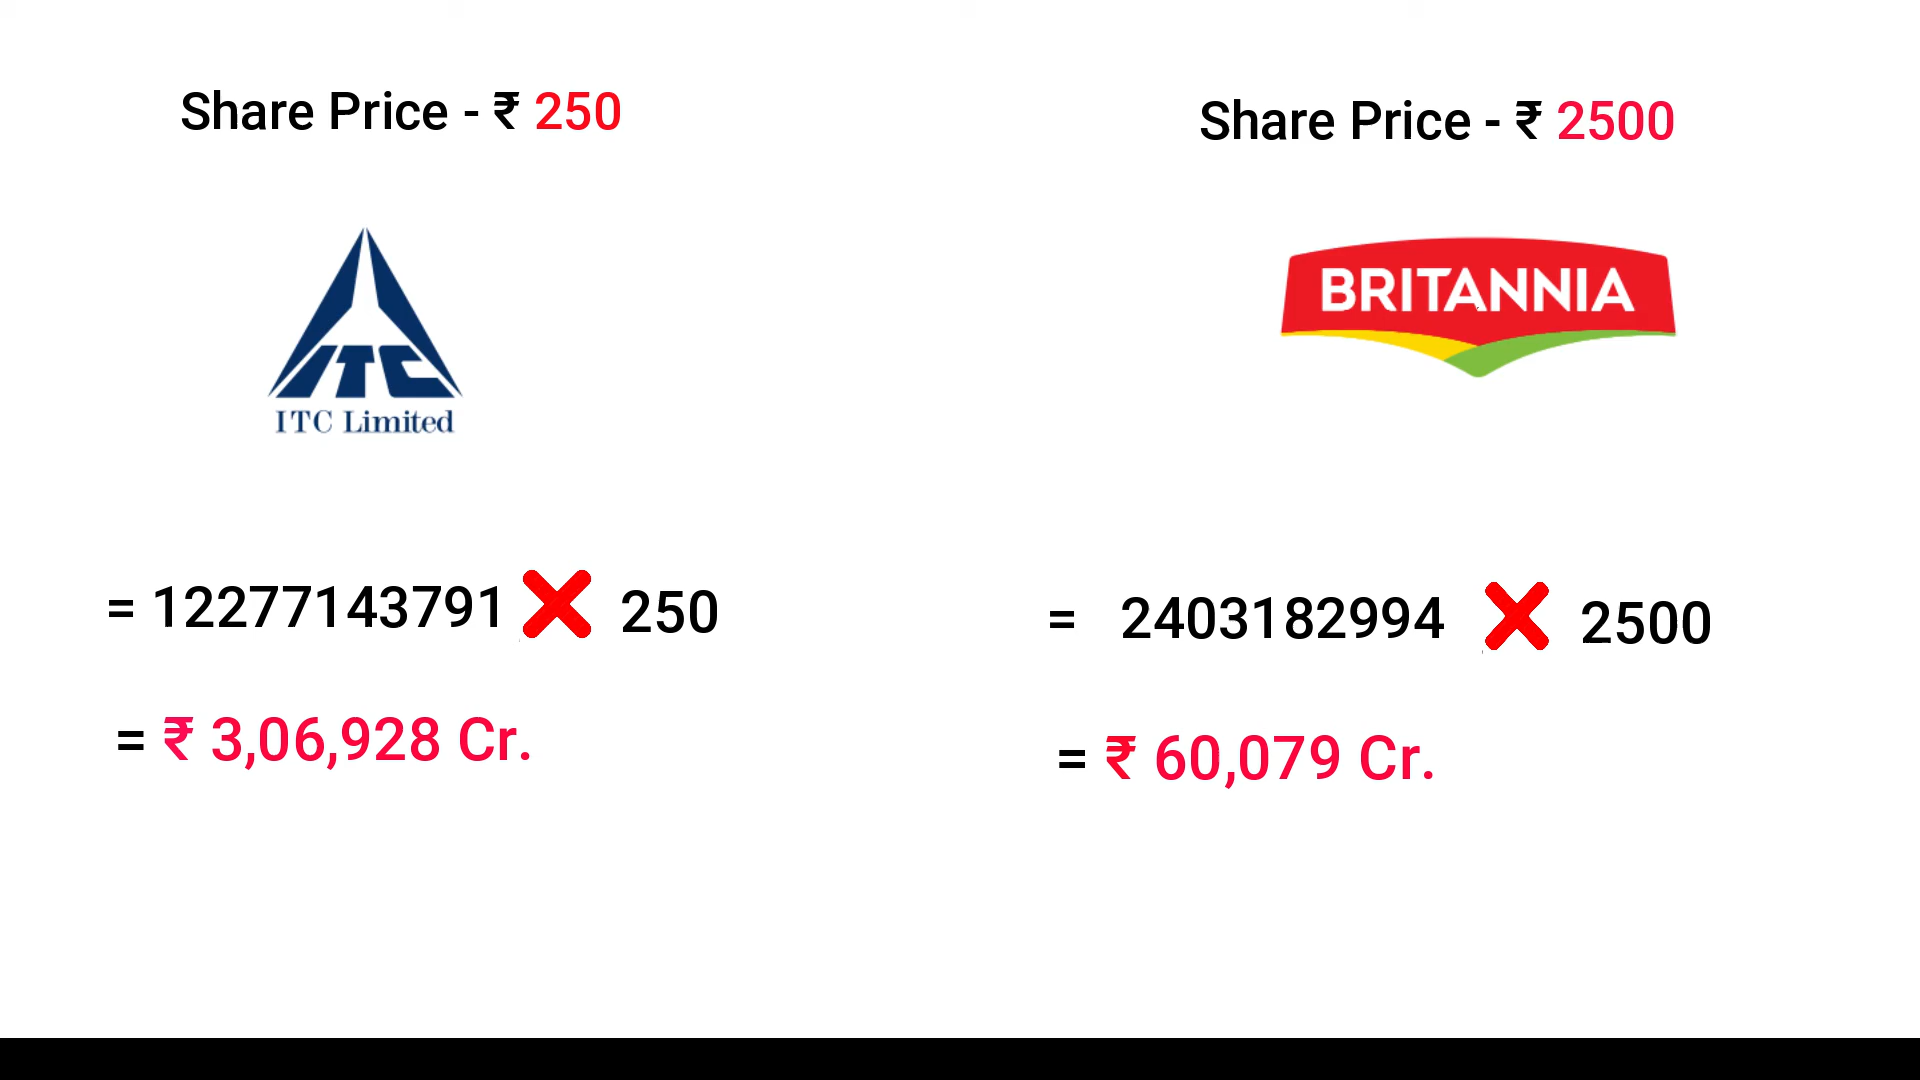 Share Price - ₹ 250
ITC
ITC Limited
= 12277143791 ❌ 250
= ₹ 3,06,928 Cr.
Share Price - ₹ 2500
BRITANNIA
= 2403182994 ❌ 2500
= ₹ 60,079 Cr.